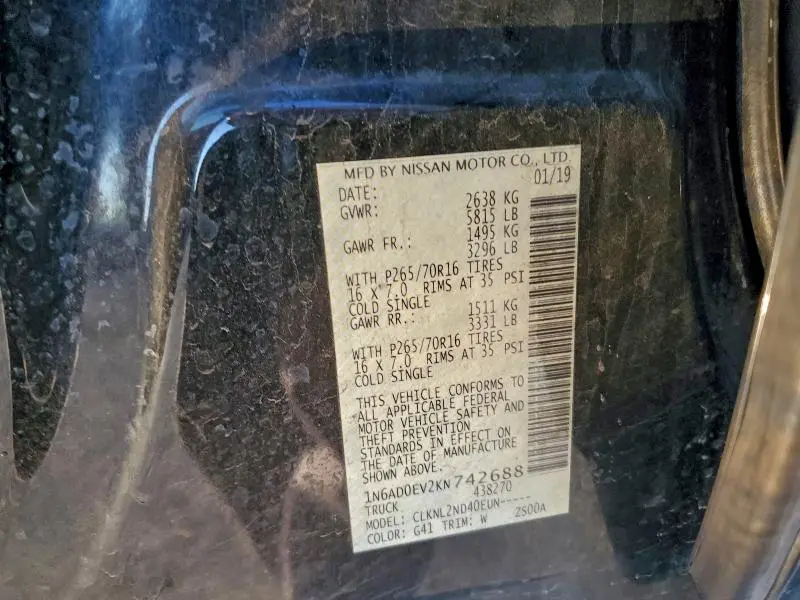 MFD BY NISSAN MOTOR CO., LTD.
DATE: 01/19
GVWR: 2638 KG
5815 LB
GAWR FR.: 1495 KG
3296 LB
WITH P265/70R16 TIRES
16 X 7.0 RIMS AT 35 PSI
COLD SINGLE
GAWR RR.: 1511 KG
3331 LB
WITH P265/70R16 TIRES
16 X 7.0 RIMS AT 35 PSI
COLD SINGLE
THIS VEHICLE CONFORMS TO
ALL APPLICABLE FEDERAL
MOTOR VEHICLE SAFETY AND
THEFT PREVENTION
STANDARDS IN EFFECT ON
THE DATE OF MANUFACTURE
SHOWN ABOVE.
1N6AD0EV2KN742688
TRUCK 438270
MODEL: CLKNL2ND40EUN-----
COLOR: G41 TRIM: W 2S00A